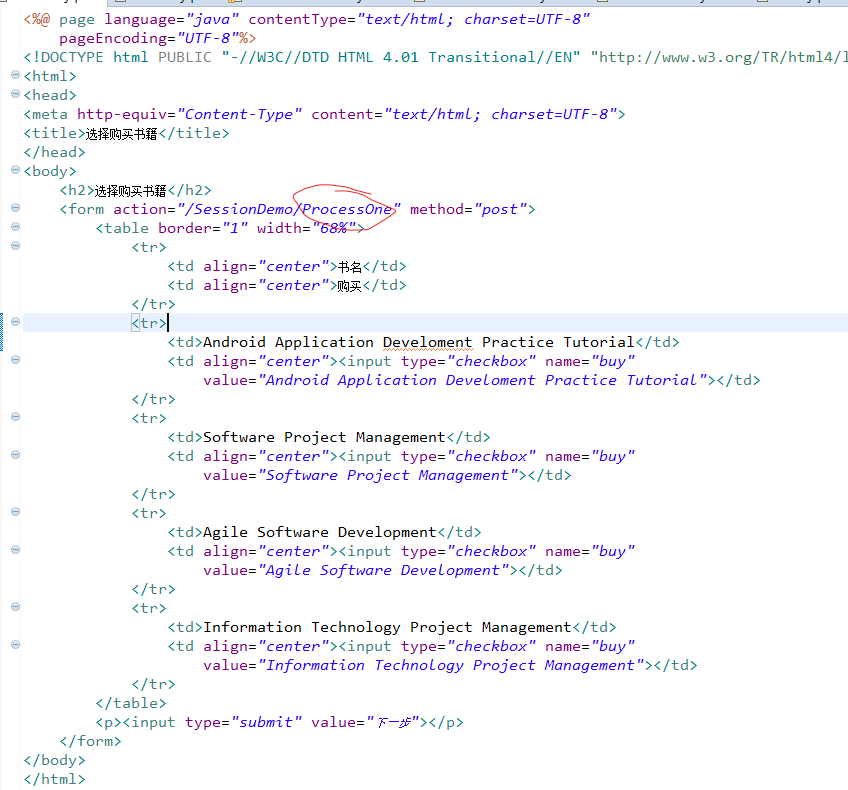 <%@ page language="java" contentType="text/html; charset=UTF-8"
pageEncoding="UTF-8"%>
<!DOCTYPE html PUBLIC "-//W3C//DTD HTML 4.01 Transitional//EN" "http://www.w3.org/TR/html4/l
<html>
<head>
<meta http-equiv="Content-Type" content="text/html; charset=UTF-8">
<title>选择购买书籍</title>
</head>
<body>
<h2>选择购买书籍</h2>
<form action="/SessionDemo/ProcessOne" method="post">
<table border="1" width="68%">
<tr>
<td align="center">书名</td>
<td align="center">购买</td>
</tr>
<tr>
<td>Android Application Develoment Practice Tutorial</td>
<td align="center"><input type="checkbox" name="buy"
value="Android Application Develoment Practice Tutorial"></td>
</tr>
<tr>
<td>Software Project Management</td>
<td align="center"><input type="checkbox" name="buy"
value="Software Project Management"></td>
</tr>
<tr>
<td>Agile Software Development</td>
<td align="center"><input type="checkbox" name="buy"
value="Agile Software Development"></td>
</tr>
<tr>
<td>Information Technology Project Management</td>
<td align="center"><input type="checkbox" name="buy"
value="Information Technology Project Management"></td>
</tr>
</table>
<p><input type="submit" value="下一步"></p>
</form>
</body>
</html>